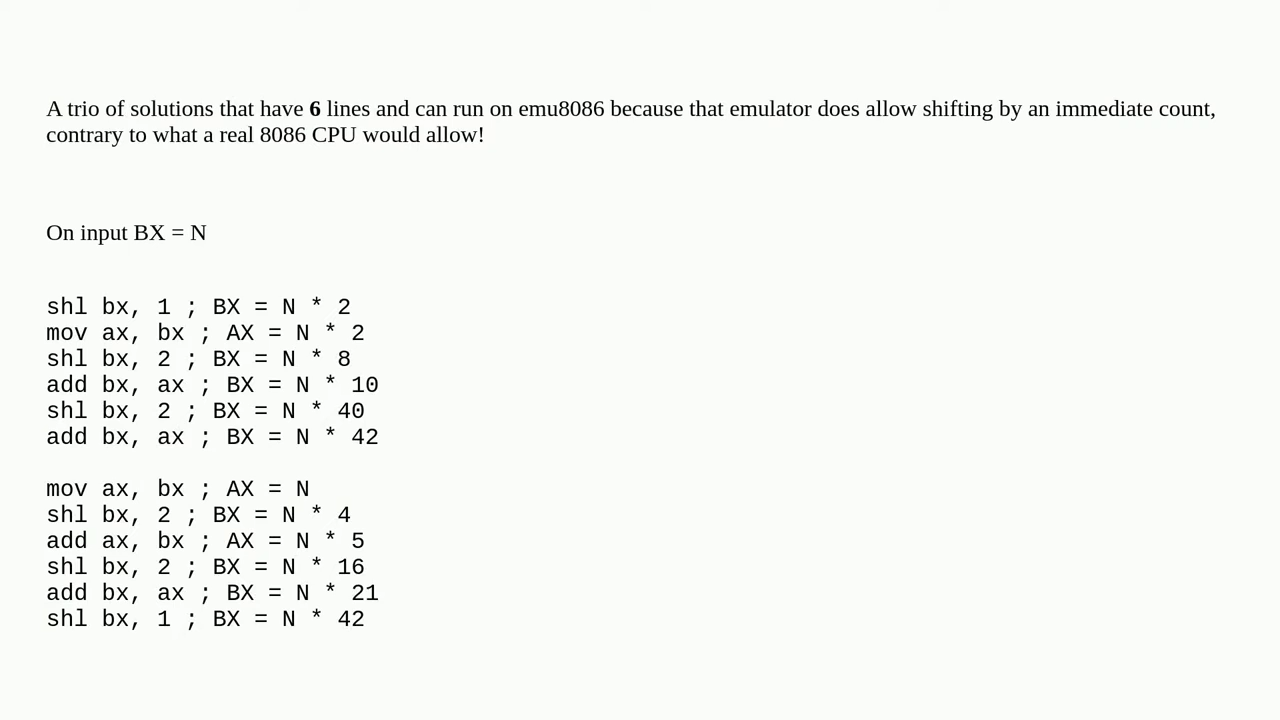 A trio of solutions that have 6 lines and can run on emu8086 because that emulator does allow shifting by an immediate count,
contrary to what a real 8086 CPU would allow!
On input BX = N
shl bx, 1 ; BX = N * 2
mov ax, bx ; AX = N * 2
shl bx, 2 ; BX = N * 8
add bx, ax ; BX = N * 10
shl bx, 2 ; BX = N * 40
add bx, ax ; BX = N * 42
mov ax, bx ; AX = N
shl bx, 2 ; BX = N * 4
add ax, bx ; AX = N * 5
shl bx, 2 ; BX = N * 16
add bx, ax ; BX = N * 21
shl bx, 1 ; BX = N * 42